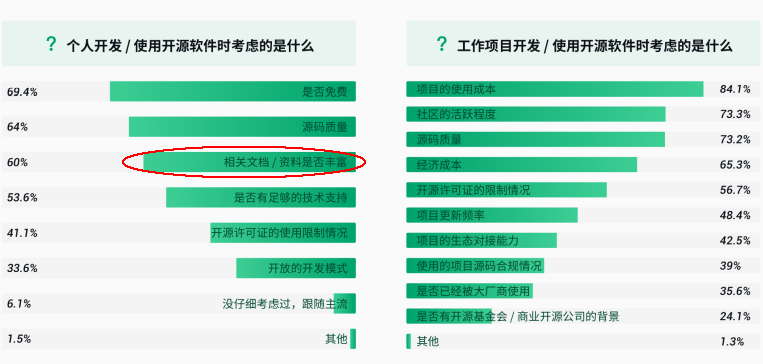 ? 个人开发 / 使用开源软件时考虑的是什么
69.4% 是否免费
64% 源码质量
60% 相关文档 / 资料是否丰富
53.6% 是否有足够的技术支持
41.1% 开源许可证的使用限制情况
33.6% 开放的开发模式
6.1% 没仔细考虑过，跟随主流
1.5% 其他
? 工作项目开发 / 使用开源软件时考虑的是什么
项目的使用成本 84.1%
社区的活跃程度 73.3%
源码质量 73.2%
经济成本 65.3%
开源许可证的限制情况 56.7%
项目更新频率 48.4%
项目的生态对接能力 42.5%
使用的项目源码合规情况 39%
是否已经被大厂商使用 35.6%
是否有开源基金会 / 商业开源公司的背景 24.1%
其他 1.3%